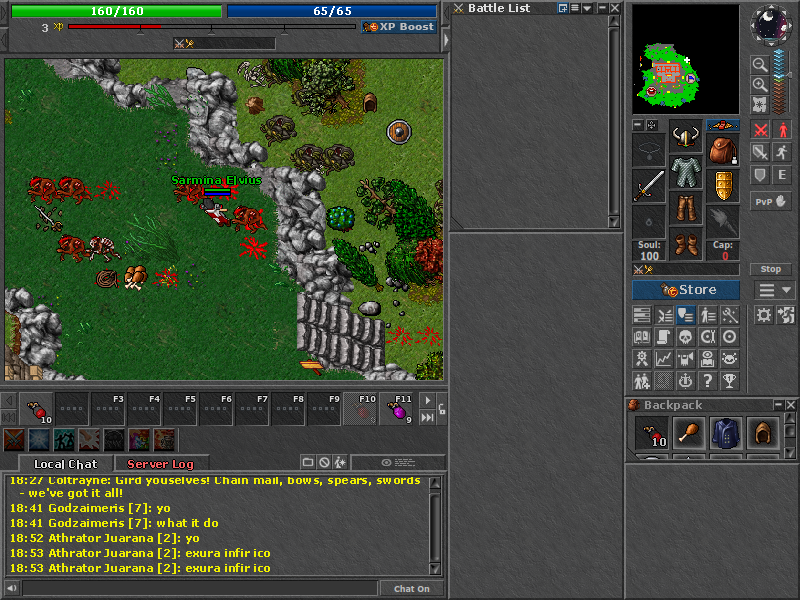 160/160
65/65
Battle List
3 XP
XP Boost
Sarmina Elvius
E
PvP
Soul:
100
Cap:
0
Stop
Store
10
F3
F4
F5
F6
F7
F8
F9
F10
F11
9
Backpack
10
Local Chat
Server Log
18:27 Coltrayne: Gird youselves! Chain mail, bows, spears, swords
- we've got it all!
18:41 Godzaimeris [7]: yo
18:41 Godzaimeris [7]: what it do
18:52 Athrator Juarana [2]: yo
18:53 Athrator Juarana [2]: exura infir ico
18:53 Athrator Juarana [2]: exura infir ico
Chat On